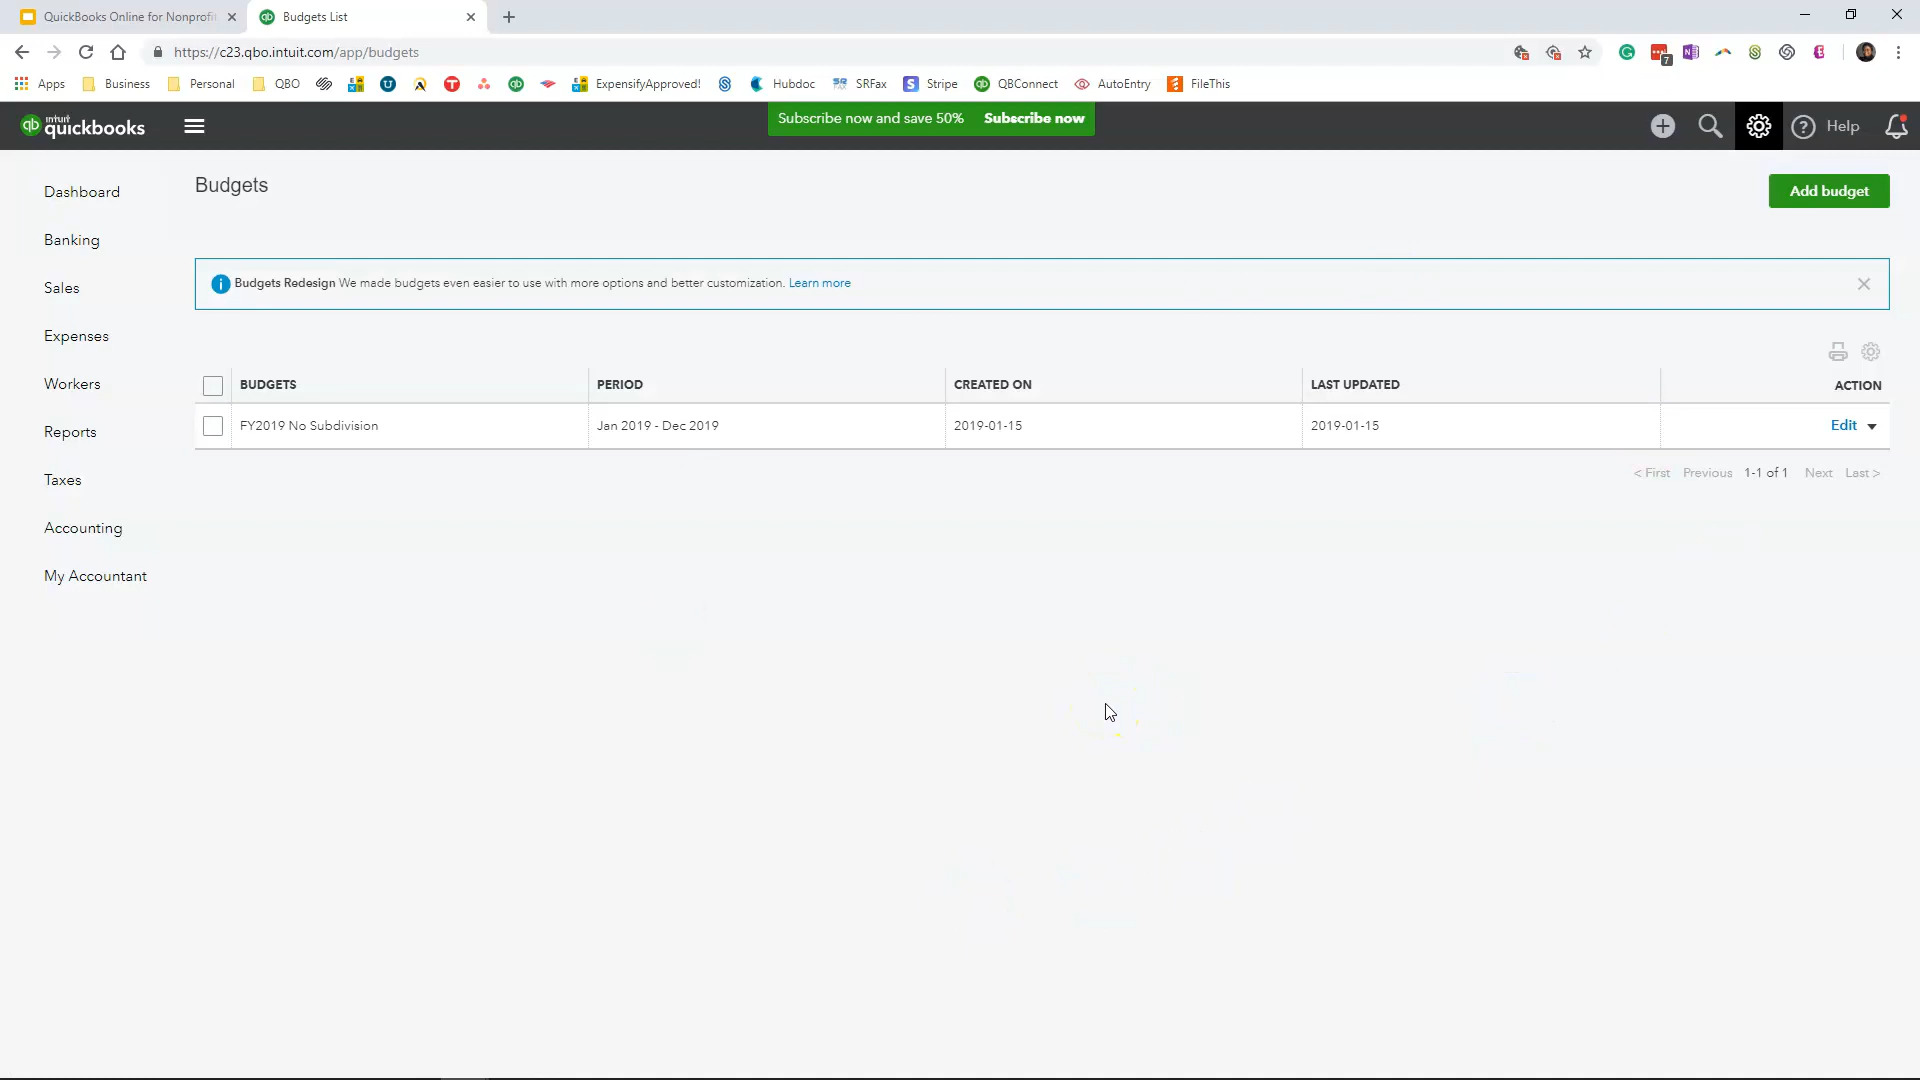 QuickBooks Online for Nonprofi
Budgets List
https://c23.qbo.intuit.com/app/budgets
7
Apps Business Personal QBO ExpensifyApproved! Hubdoc SRFax Stripe QBConnect AutoEntry FileThis
intuit quickbooks
Subscribe now and save 50% Subscribe now
Help
Dashboard
Banking
Sales
Expenses
Workers
Reports
Taxes
Accounting
My Accountant
Budgets
Add budget
Budgets Redesign We made budgets even easier to use with more options and better customization. Learn more
BUDGETS PERIOD CREATED ON LAST UPDATED ACTION
FY2019 No Subdivision Jan 2019 - Dec 2019 2019-01-15 2019-01-15 Edit
< First Previous 1-1 of 1 Next Last >